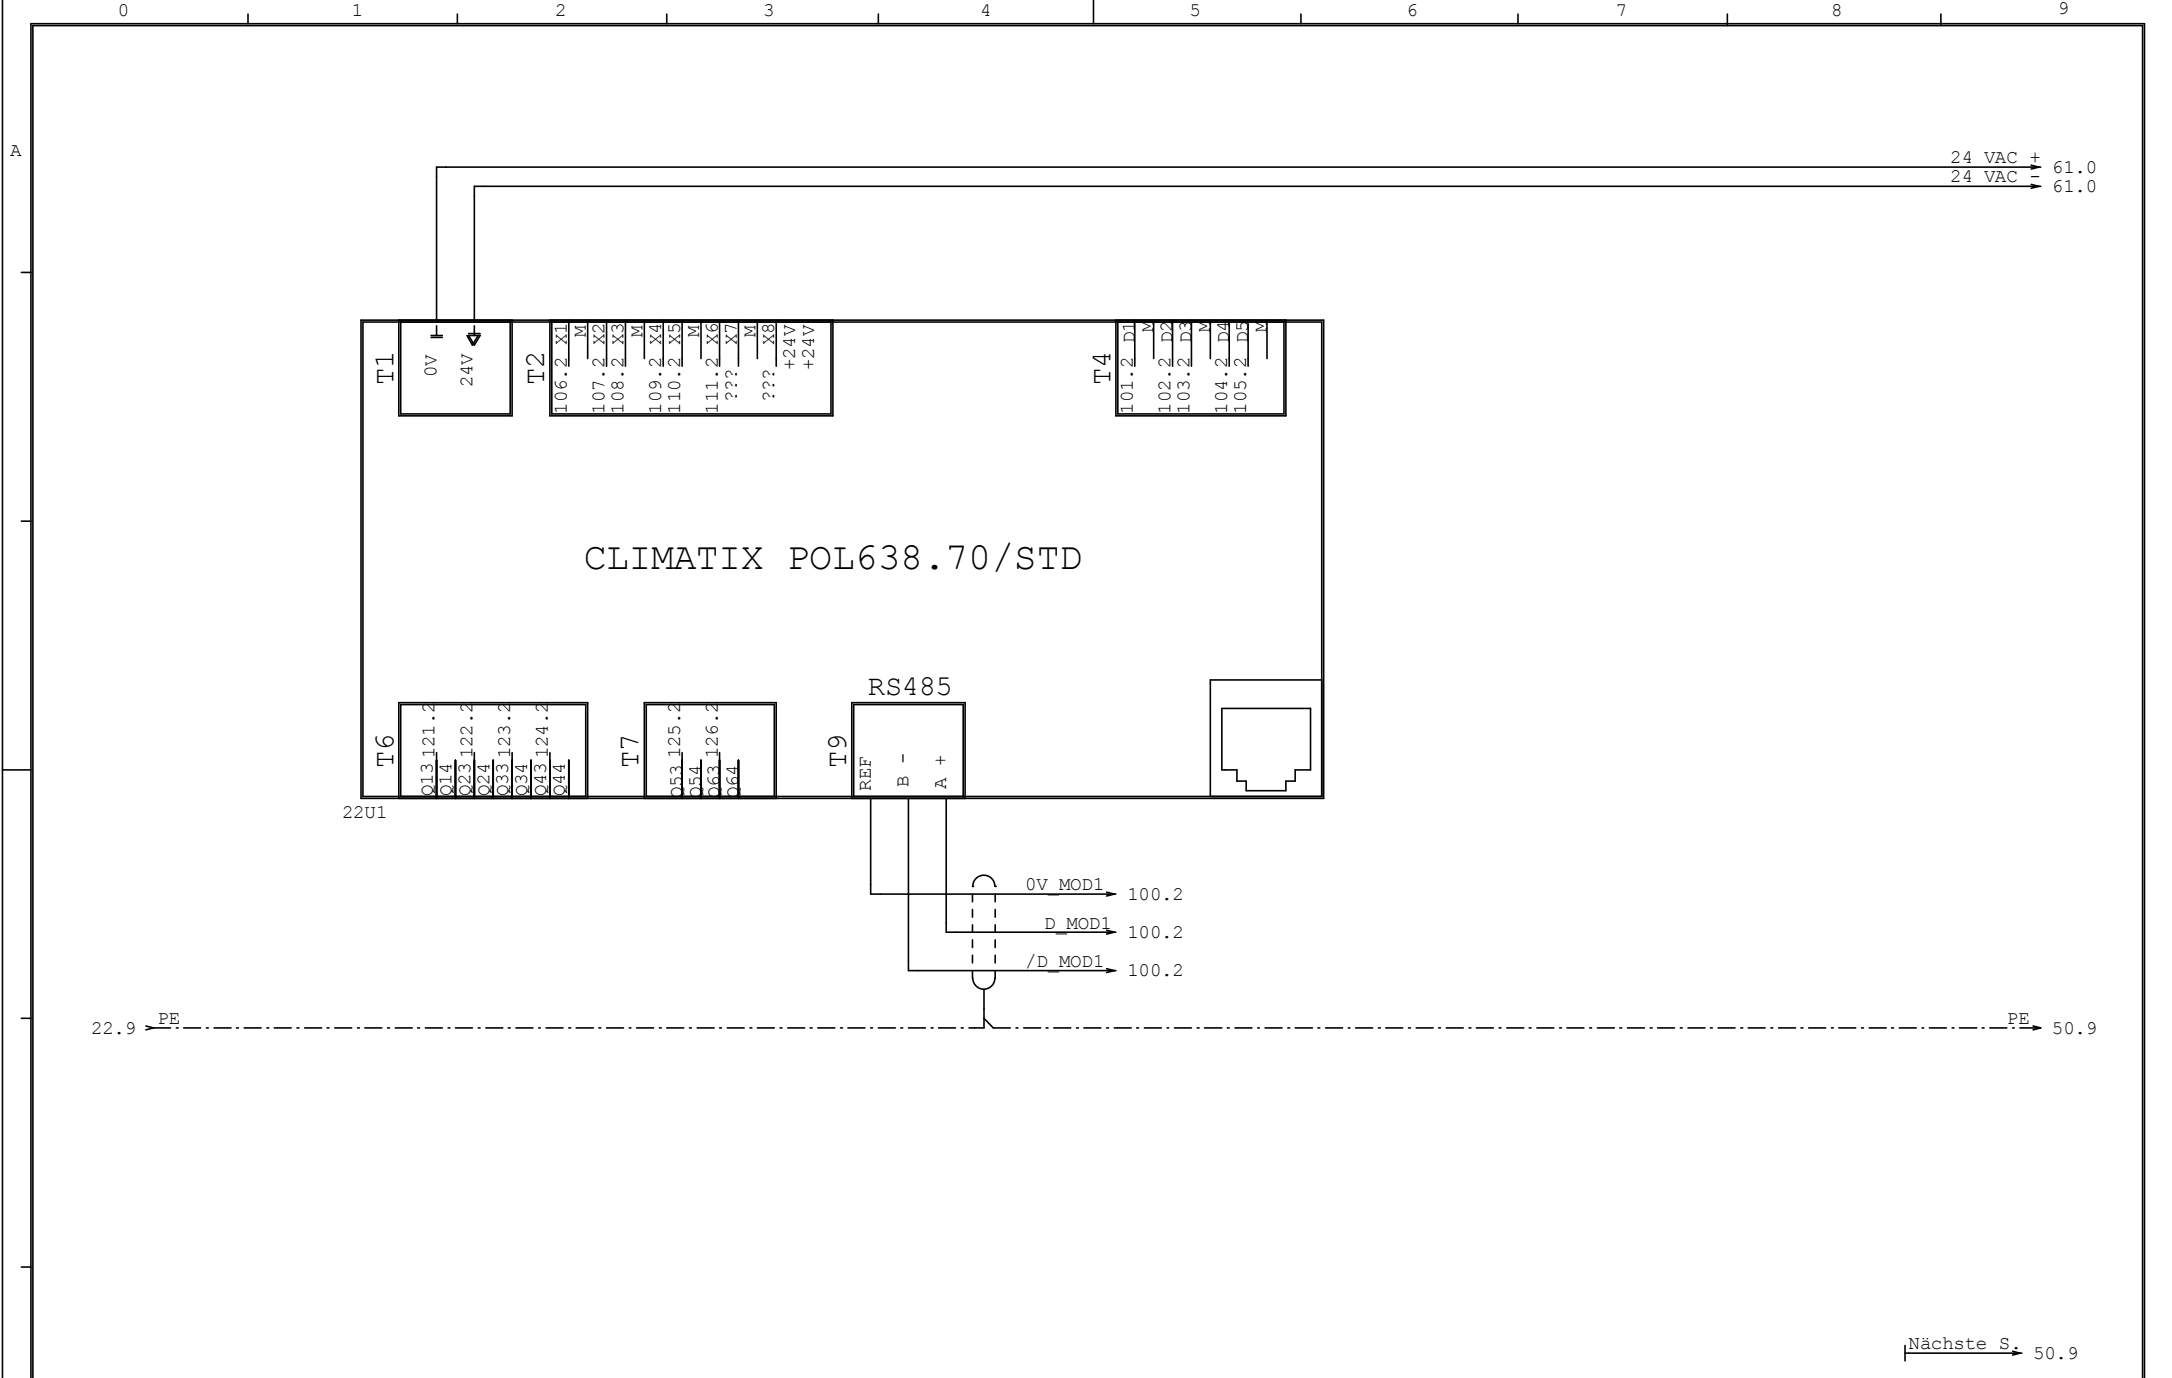 0 1 2 3 4 5 6 7 8 9
A
24 VAC + 61.0
24 VAC - 61.0
T1
0V
24V
T2
106.2 X1
M
107.2 X2
108.2 X3
M
109.2 X4
110.2 X5
M
111.2 X6
??? X7
M
??? X8
+24V
+24V
T4
101.2 D1
M
102.2 D2
103.2 D3
M
104.2 D4
105.2 D5
M
CLIMATIX POL638.70/STD
T6
Q13 121.2
Q14
Q23 122.2
Q24
Q33 123.2
Q34
Q43 124.2
Q44
T7
Q53 125.2
Q54
Q63 126.2
Q64
RS485
T9
REF
B -
A +
22U1
0V_MOD1 100.2
D_MOD1 100.2
/D_MOD1 100.2
22.9 PE
PE 50.9
Nächste S. 50.9